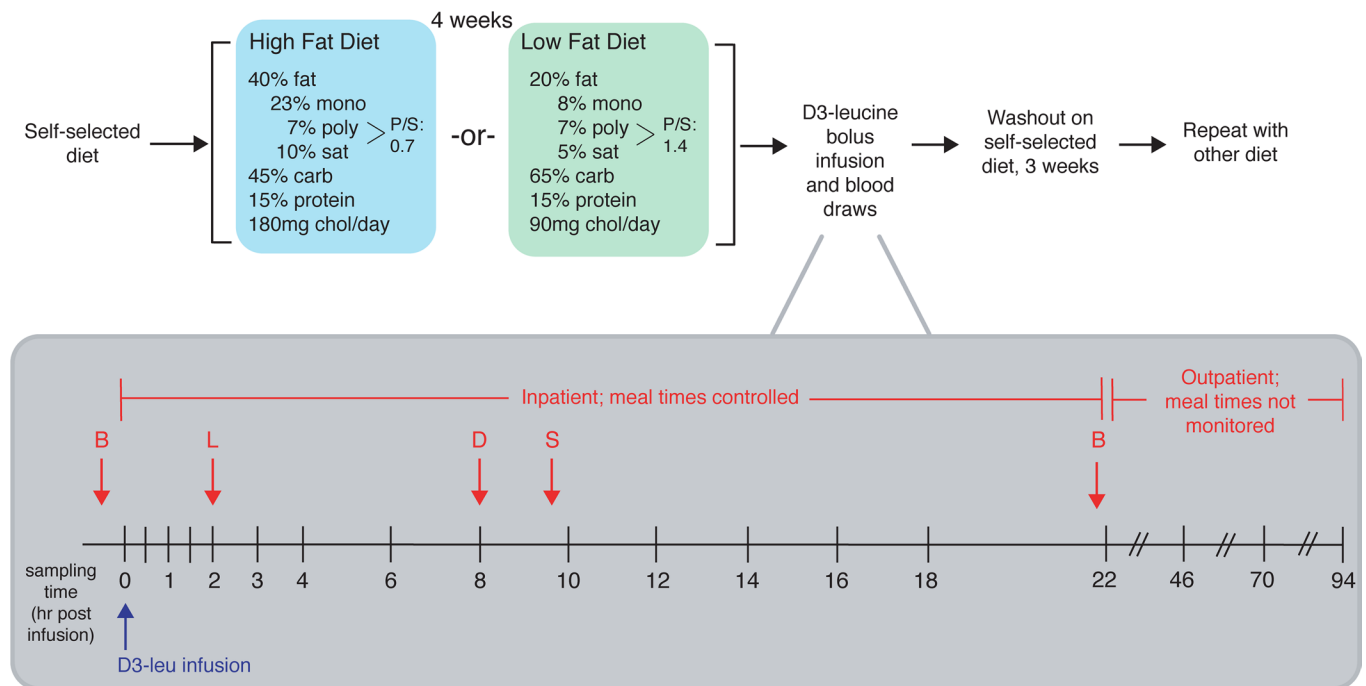 4 weeks
Self-selected
diet
High Fat Diet
40% fat
23% mono
7% poly
10% sat
P/S:
0.7
45% carb
15% protein
180mg chol/day
-or-
Low Fat Diet
20% fat
8% mono
7% poly
5% sat
P/S:
1.4
65% carb
15% protein
90mg chol/day
D3-leucine
bolus
infusion
and blood
draws
Washout on
self-selected
diet, 3 weeks
Repeat with
other diet
Inpatient; meal times controlled
Outpatient;
meal times not
monitored
B L D S B
sampling
time
(hr post
infusion)
0 1 2 3 4 6 8 10 12 14 16 18 22 46 70 94
D3-leu infusion